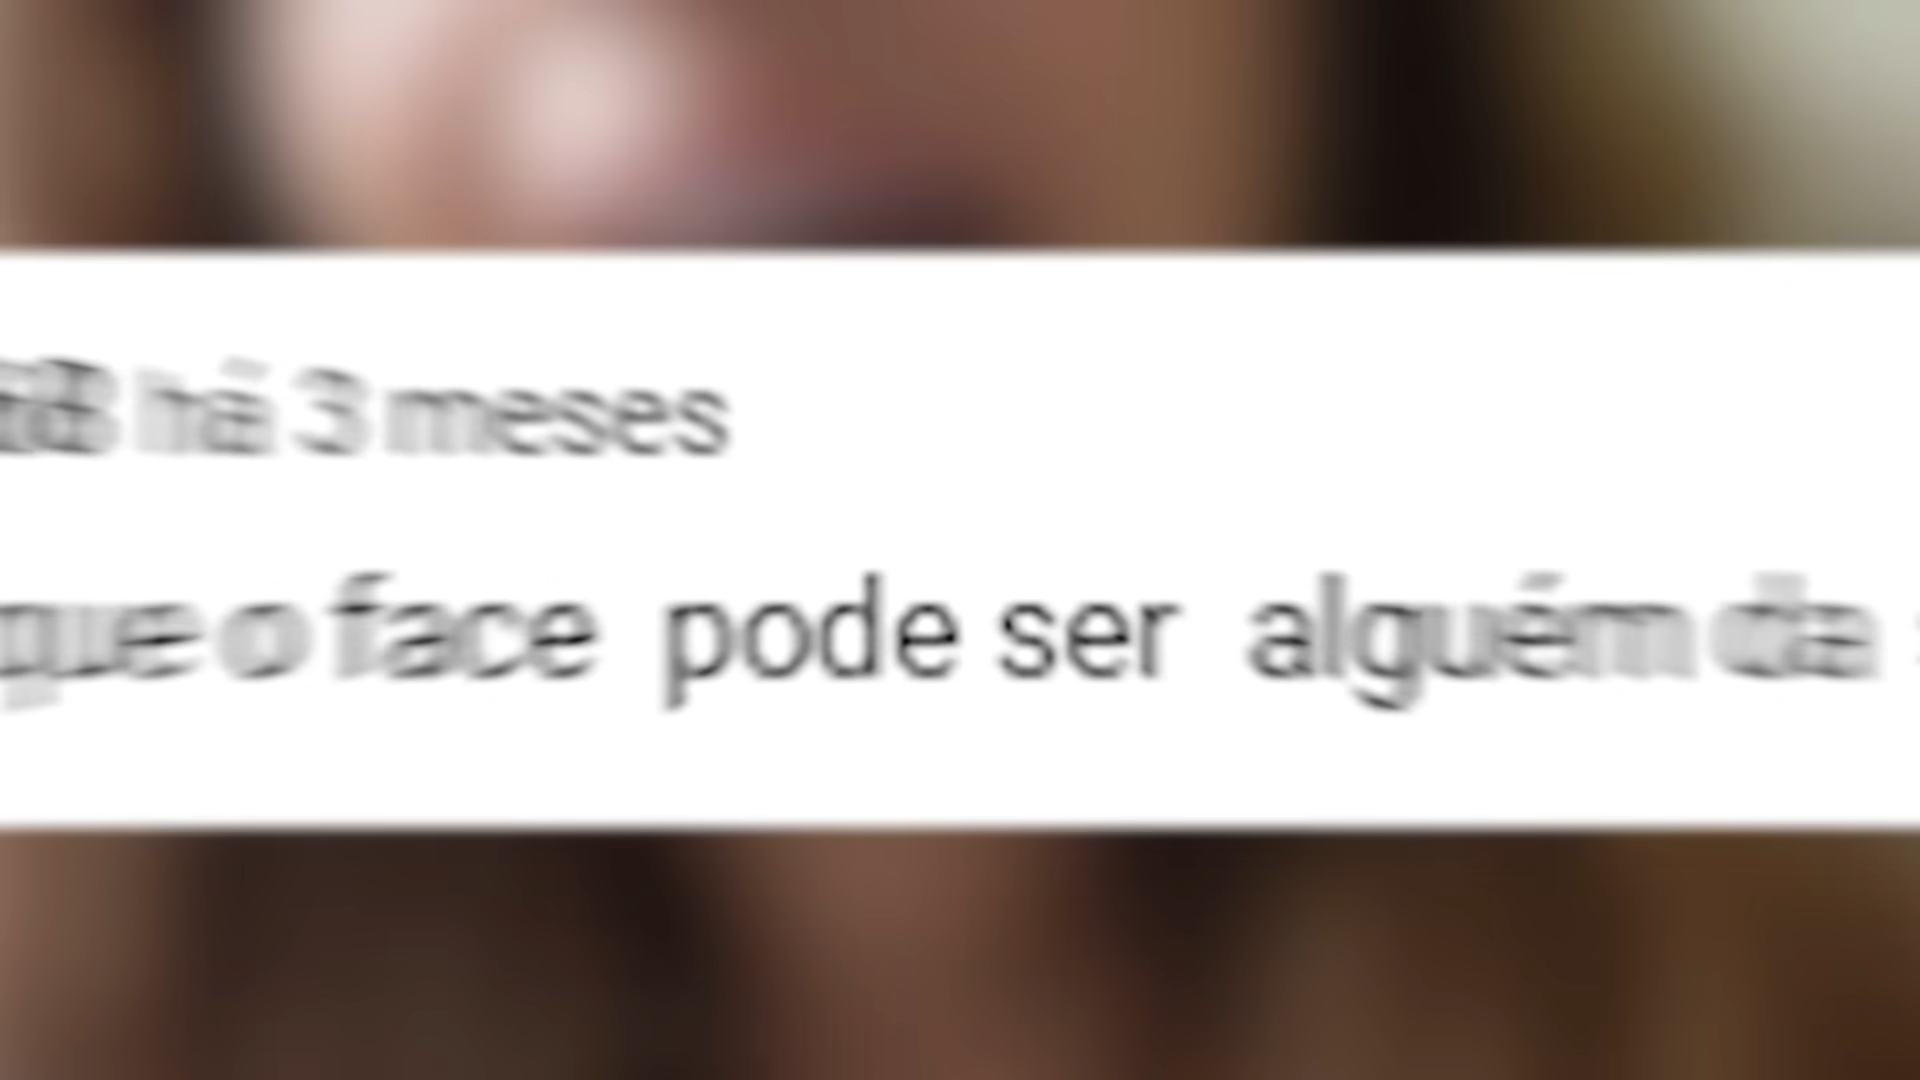 há 3 meses
que o face pode ser alguém da